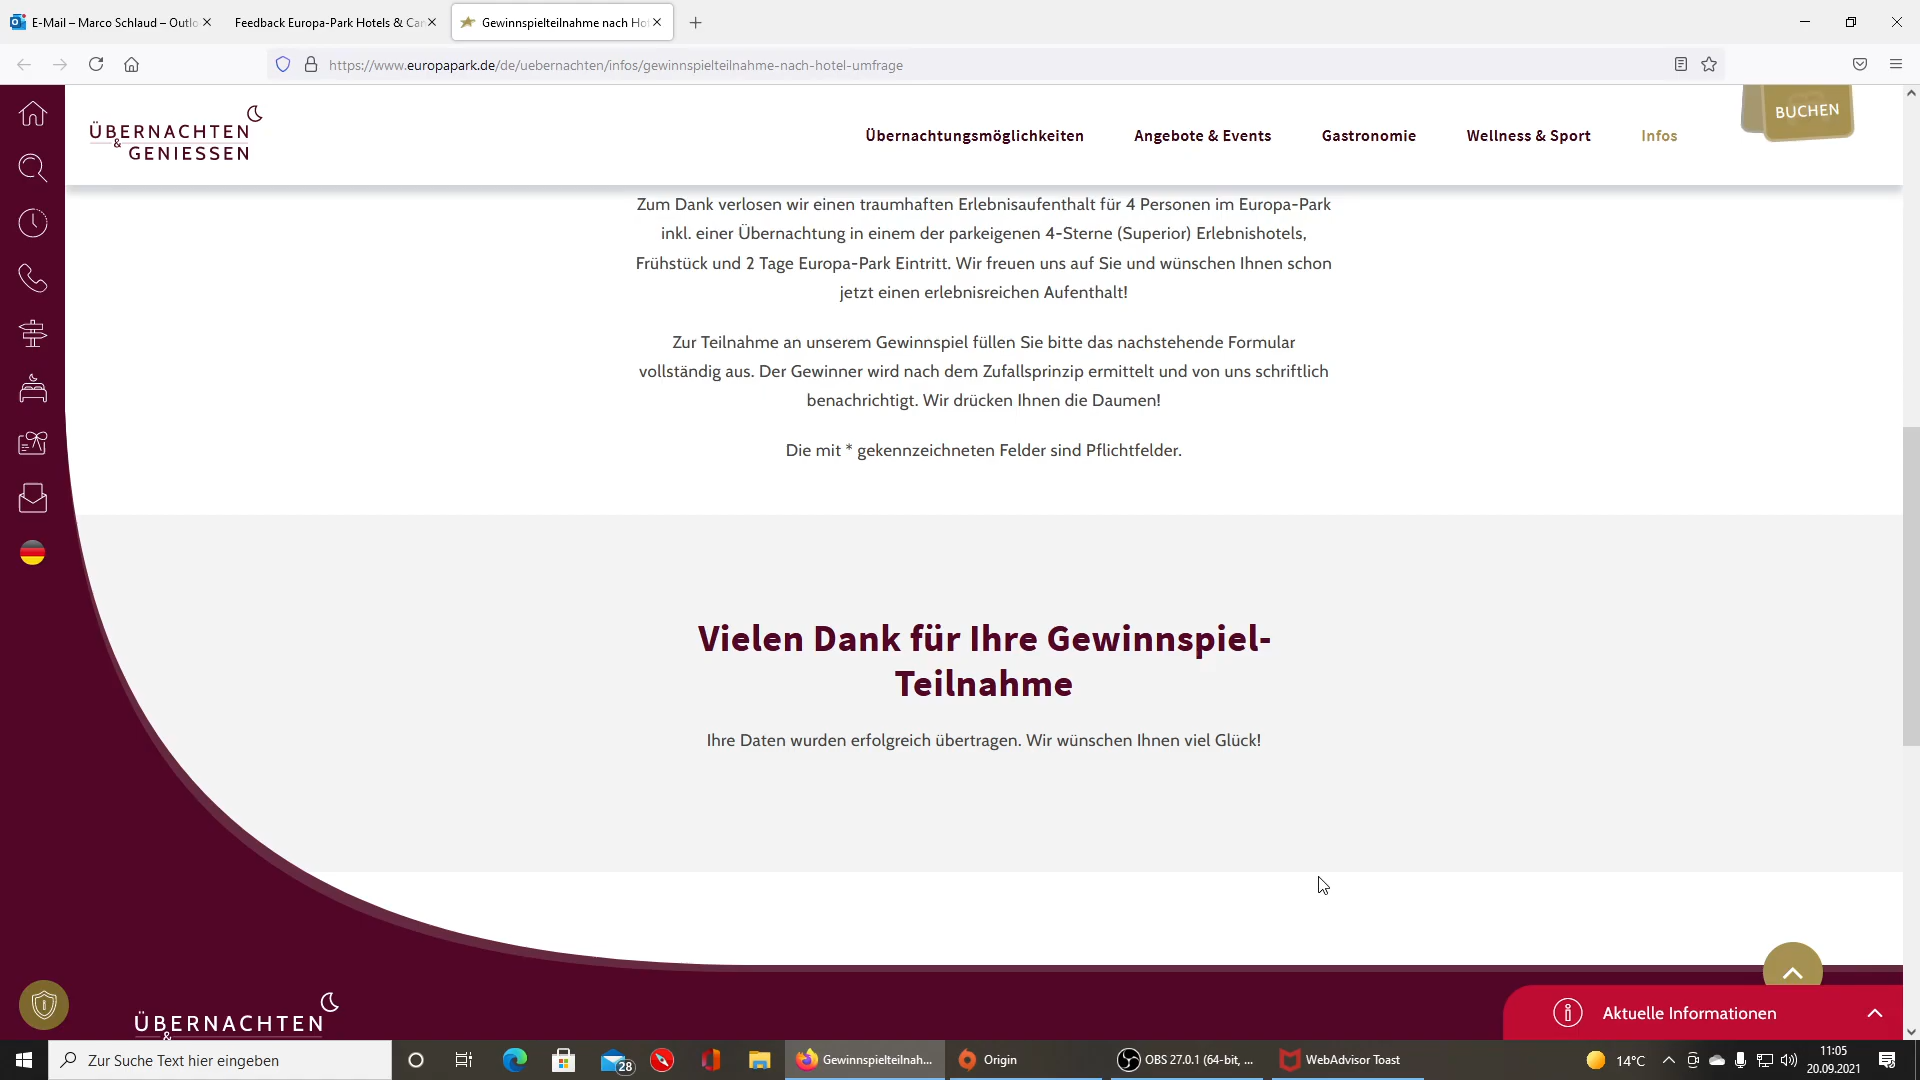 E-Mail – Marco Schlaud – Outlo
Feedback Europa-Park Hotels & Car
Gewinnspielteilnahme nach Hot
https://www.europapark.de/de/uebernachten/infos/gewinnspielteilnahme-nach-hotel-umfrage
ÜBERNACHTEN
& GENIESSEN
Übernachtungsmöglichkeiten
Angebote & Events
Gastronomie
Wellness & Sport
Infos
BUCHEN
Zum Dank verlosen wir einen traumhaften Erlebnisaufenthalt für 4 Personen im Europa-Park
inkl. einer Übernachtung in einem der parkeigenen 4-Sterne (Superior) Erlebnishotels,
Frühstück und 2 Tage Europa-Park Eintritt. Wir freuen uns auf Sie und wünschen Ihnen schon
jetzt einen erlebnisreichen Aufenthalt!
Zur Teilnahme an unserem Gewinnspiel füllen Sie bitte das nachstehende Formular
vollständig aus. Der Gewinner wird nach dem Zufallsprinzip ermittelt und von uns schriftlich
benachrichtigt. Wir drücken Ihnen die Daumen!
Die mit * gekennzeichneten Felder sind Pflichtfelder.
Vielen Dank für Ihre Gewinnspiel-
Teilnahme
Ihre Daten wurden erfolgreich übertragen. Wir wünschen Ihnen viel Glück!
ÜBERNACHTEN
&
Aktuelle Informationen
Zur Suche Text hier eingeben
28
Gewinnspielteilnah...
Origin
OBS 27.0.1 (64-bit, ...
WebAdvisor Toast
14°C
11:05
20.09.2021